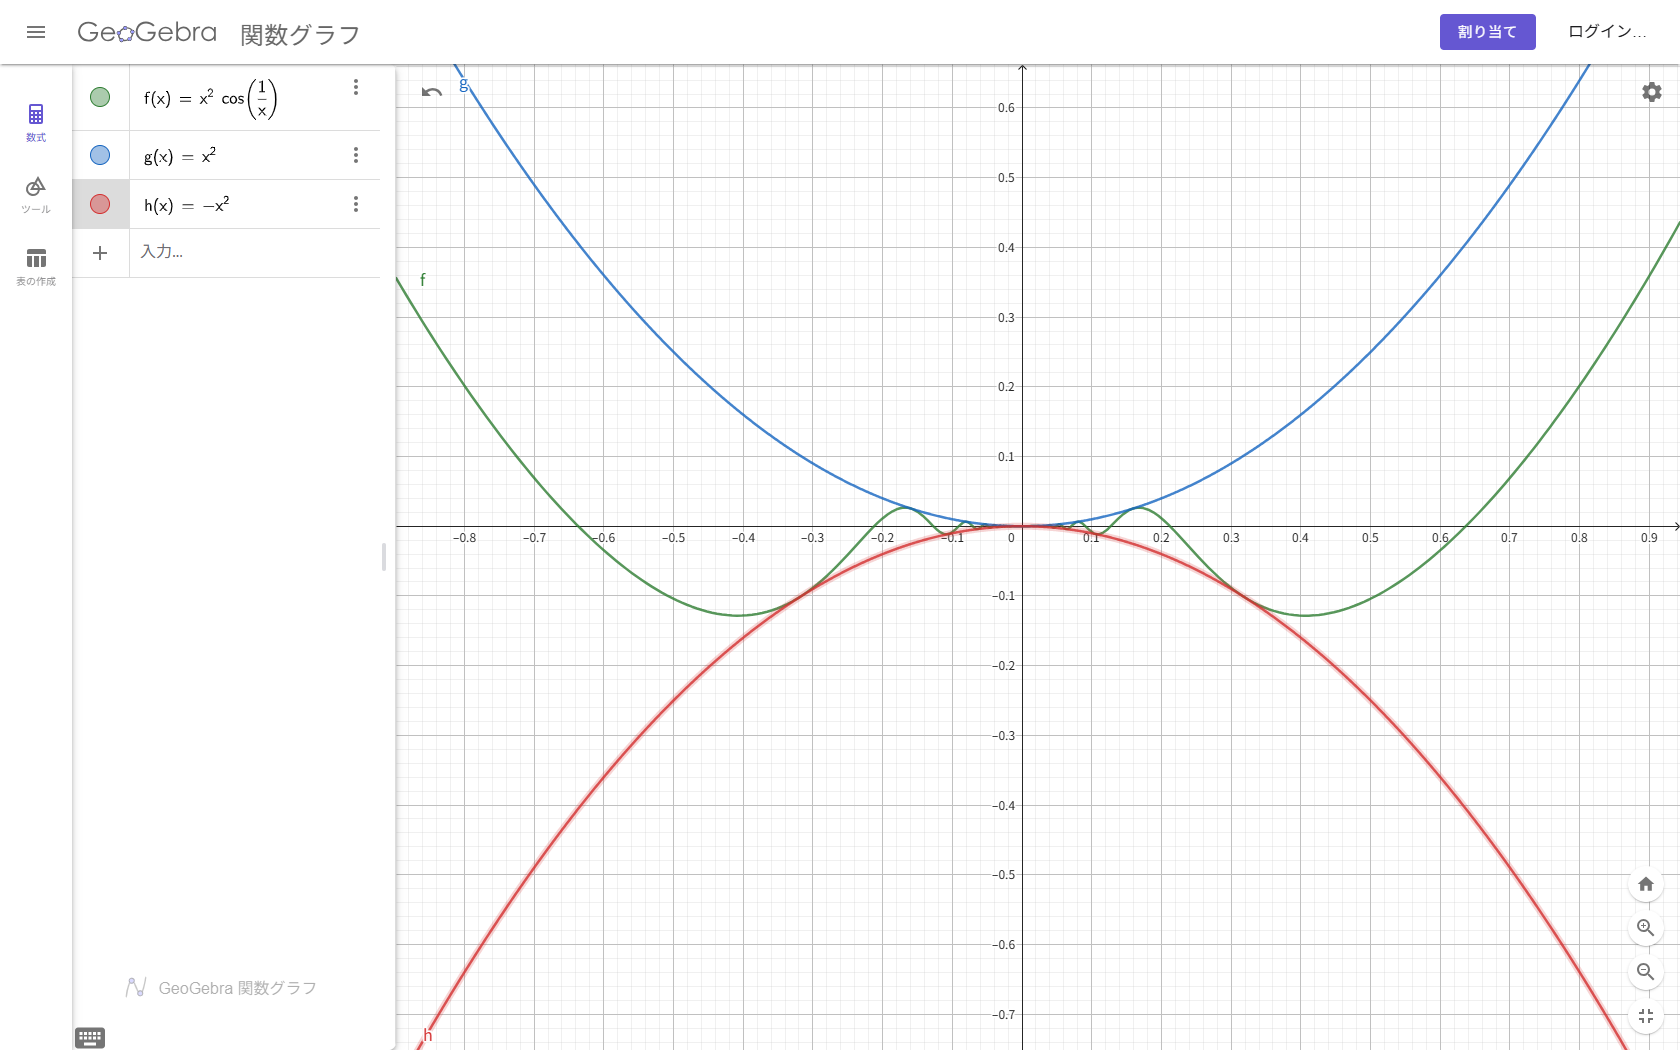 GeoGebra 関数グラフ
割り当て
ログイン...
数式
ツール
表の作成
f(x) = x² cos(1/x)
g(x) = x²
h(x) = −x²
入力...
GeoGebra 関数グラフ
g
f
h
0.6
0.5
0.4
0.3
0.2
0.1
−0.8 −0.7 −0.6 −0.5 −0.4 −0.3 −0.2 −0.1 0 0.1 0.2 0.3 0.4 0.5 0.6 0.7 0.8 0.9
−0.1
−0.2
−0.3
−0.4
−0.5
−0.6
−0.7